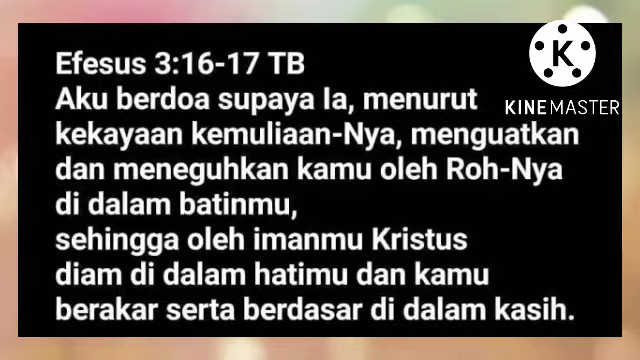 Efesus 3:16-17 TB
Aku berdoa supaya Ia, menurut
kekayaan kemuliaan-Nya, menguatkan
dan meneguhkan kamu oleh Roh-Nya
di dalam batinmu,
sehingga oleh imanmu Kristus
diam di dalam hatimu dan kamu
berakar serta berdasar di dalam kasih.
K
KINEMASTER